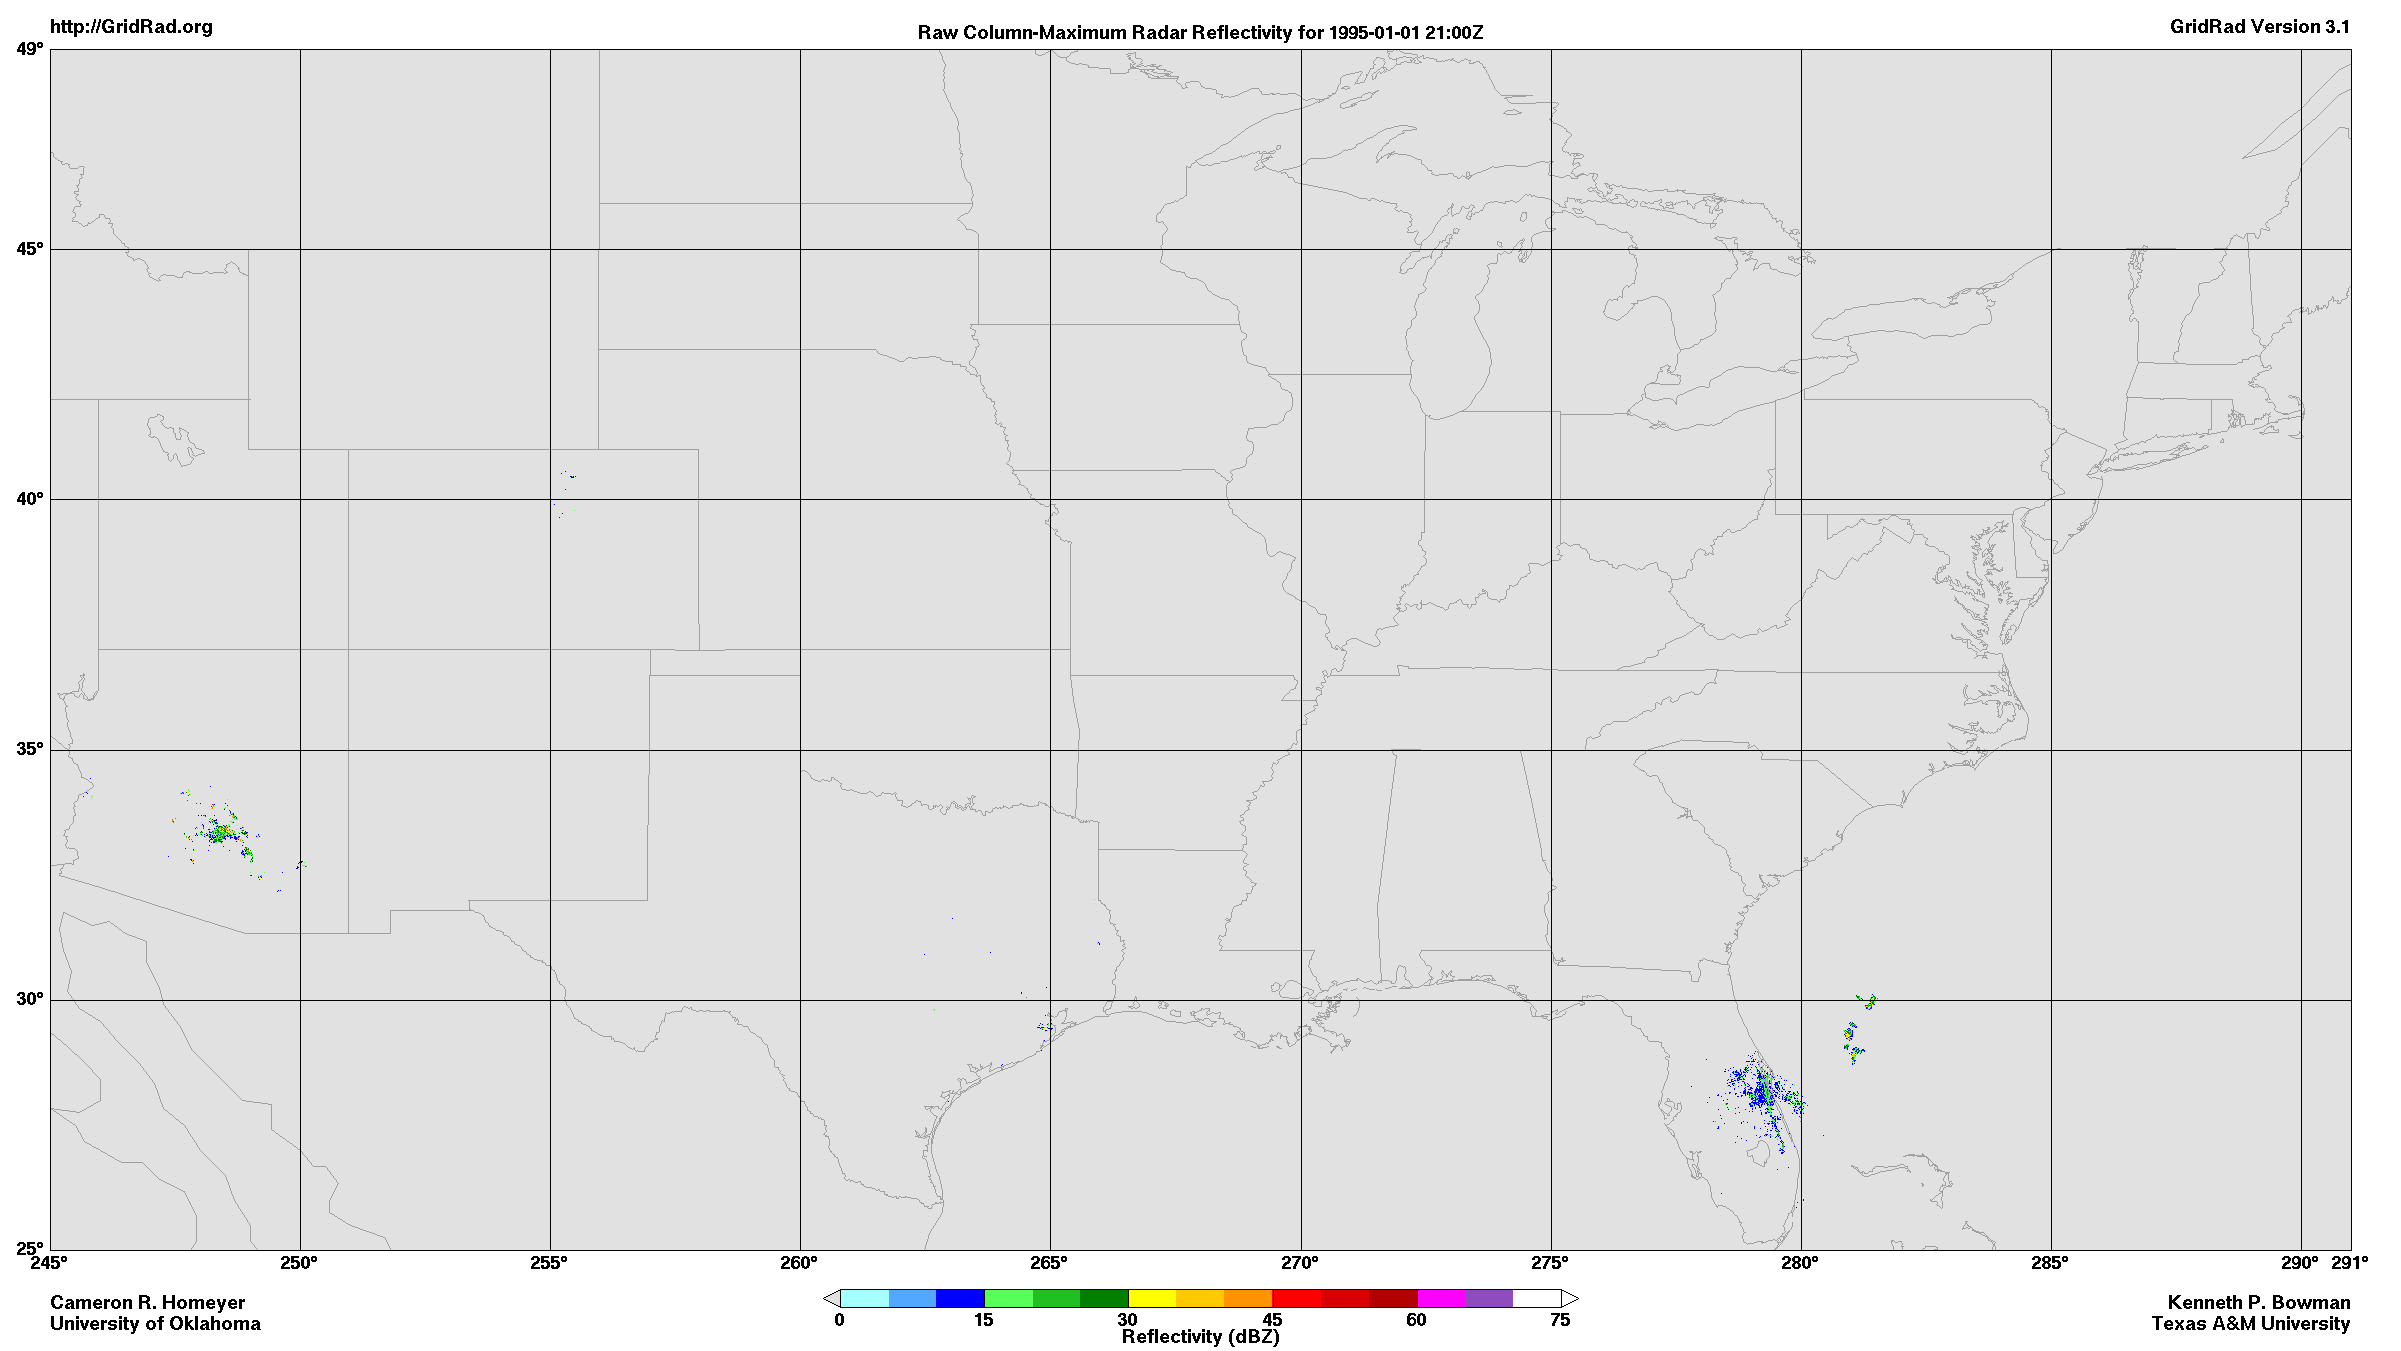 http://GridRad.org
Raw Column-Maximum Radar Reflectivity for 1995-01-01 21:00Z
GridRad Version 3.1
49°
45°
40°
35°
30°
25°
245° 250° 255° 260° 265° 270° 275° 280° 285° 290° 291°
0 15 30 45 60 75
Reflectivity (dBZ)
Cameron R. Homeyer
University of Oklahoma
Kenneth P. Bowman
Texas A&M University